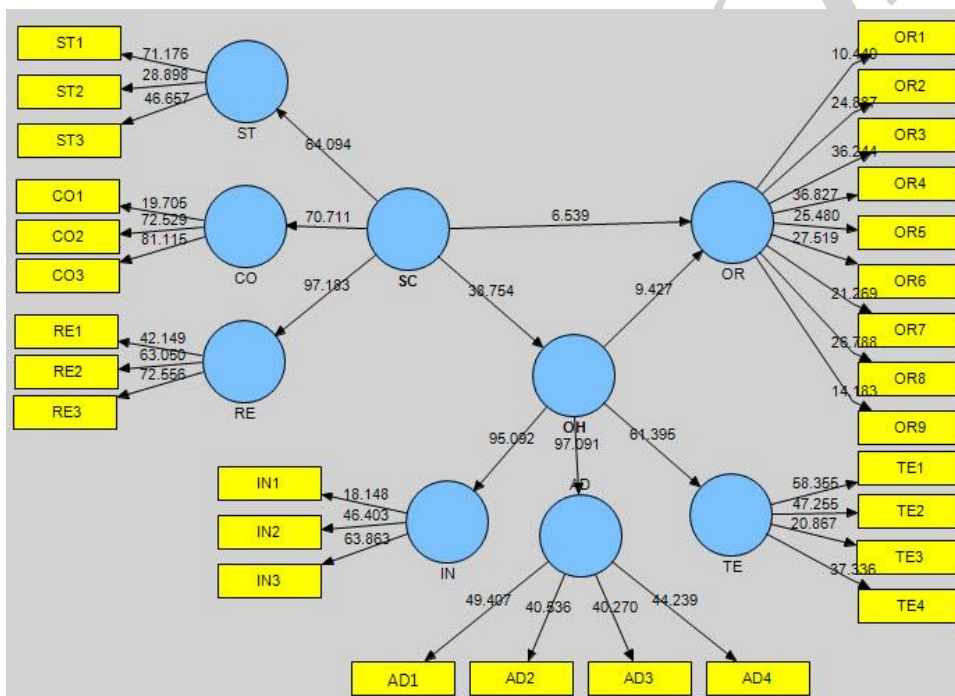 ST1
71.176
ST2
28.898
46.657
ST3
ST
64.094
CO1
19.705
CO2
72.529
81.115
CO3
CO
70.711
SC
97.183
38.754
6.539
RE1
42.149
RE2
63.050
72.556
RE3
RE
OR1
10.440
OR2
24.887
OR3
36.244
OR4
36.827
OR5
25.480
27.519
OR6
21.269
OR7
26.788
OR8
14.183
OR9
OR
9.427
OH
95.092
97.091
61.395
IN1
18.148
IN2
46.403
63.863
IN3
IN
AD
49.407
40.536
40.270
44.239
AD1
AD2
AD3
AD4
TE1
58.355
TE2
47.255
20.867
TE3
37.336
TE4
TE